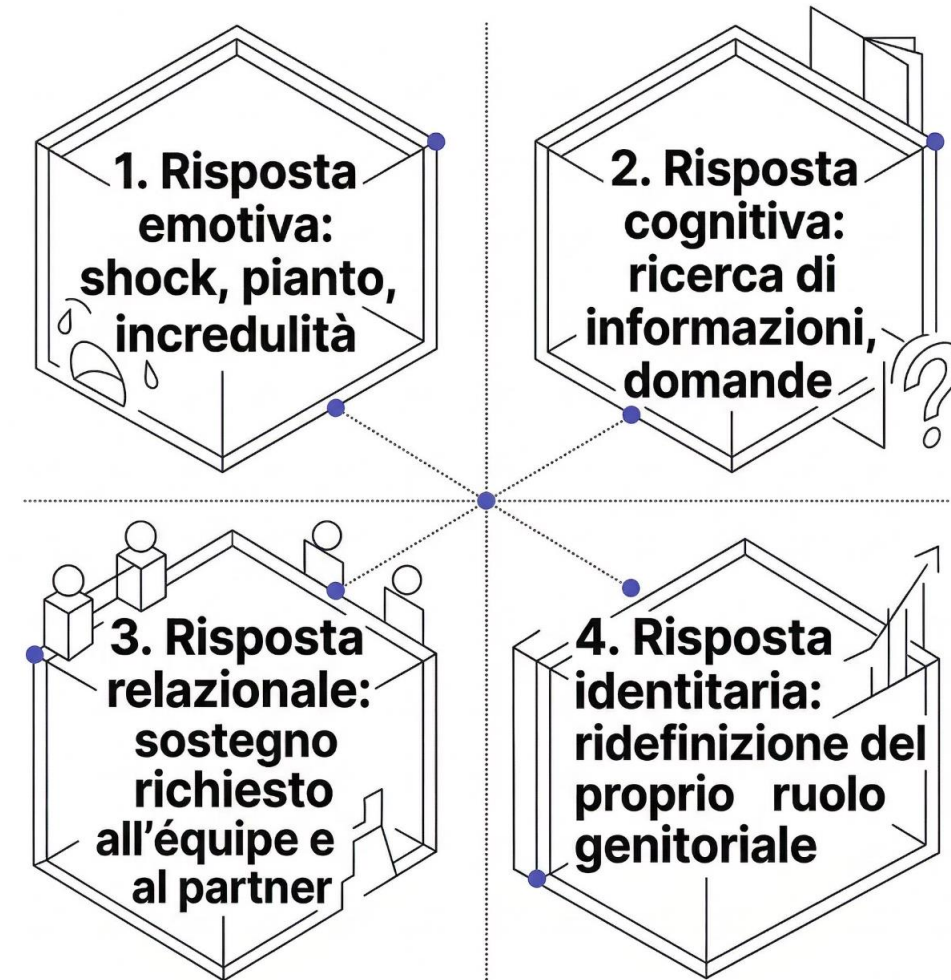 1. Risposta
emotiva:
shock, pianto,
incredulità
2. Risposta
cognitiva:
ricerca di
informazioni,
domande
3. Risposta
relazionale:
sostegno
richiesto
all’équipe e
al partner
4. Risposta
identitaria:
ridefinizione del
proprio ruolo
genitoriale